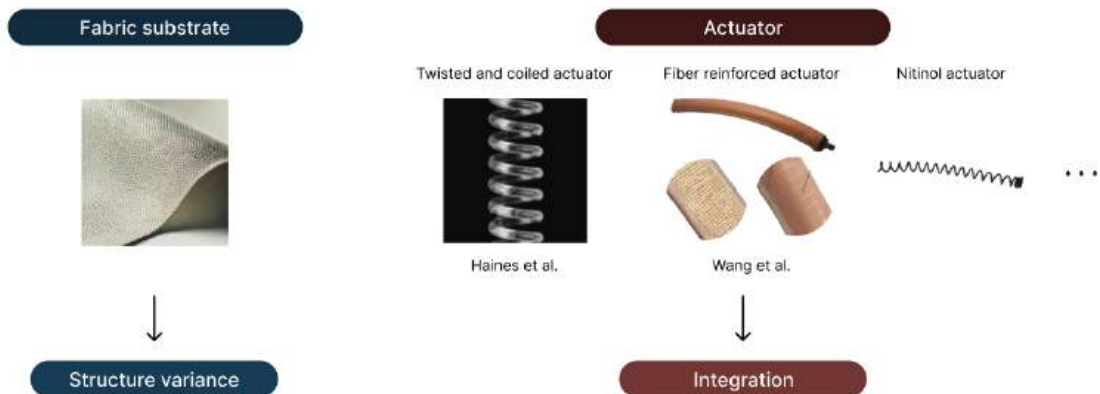 Fabric substrate
Actuator
Twisted and coiled actuator
Fiber reinforced actuator
Nitinol actuator
...
Haines et al.
Wang et al.
Structure variance
Integration